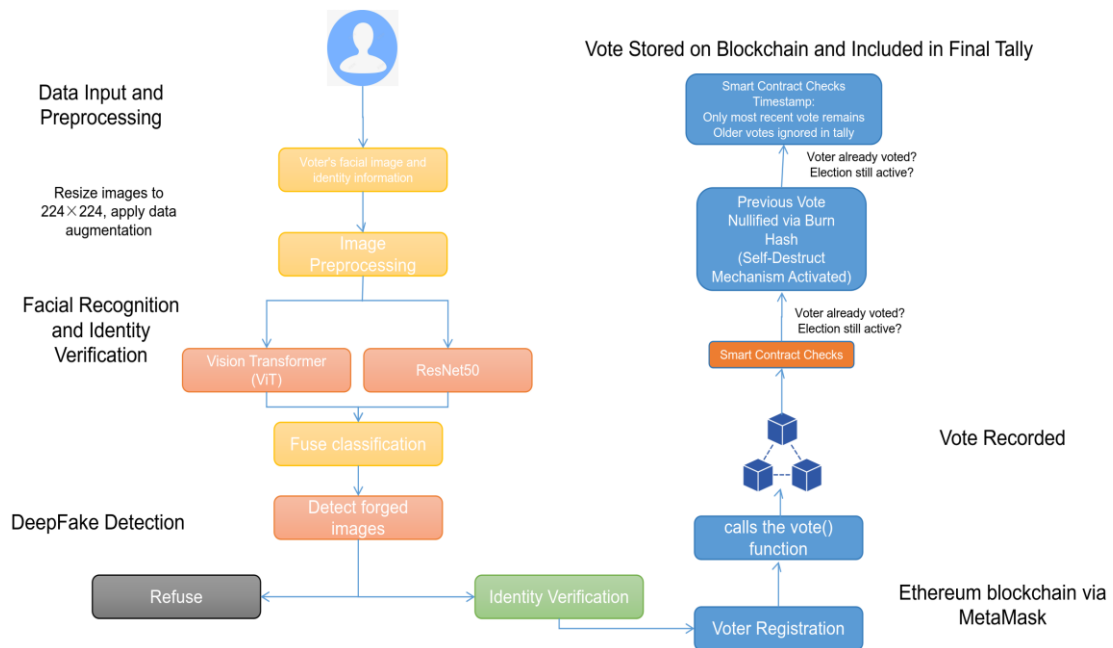 Data Input and
Preprocessing
Voter's facial image and
identity information
Resize images to
224×224, apply data
augmentation
Image
Preprocessing
Facial Recognition
and Identity
Verification
Vision Transformer
(ViT)
ResNet50
Fuse classification
DeepFake Detection
Detect forged
images
Refuse
Identity Verification
Voter Registration
Ethereum blockchain via
MetaMask
calls the vote()
function
Vote Recorded
Smart Contract Checks
Voter already voted?
Election still active?
Previous Vote
Nullified via Burn
Hash
(Self-Destruct
Mechanism Activated)
Voter already voted?
Election still active?
Smart Contract Checks
Timestamp:
Only most recent vote remains
Older votes ignored in tally
Vote Stored on Blockchain and Included in Final Tally